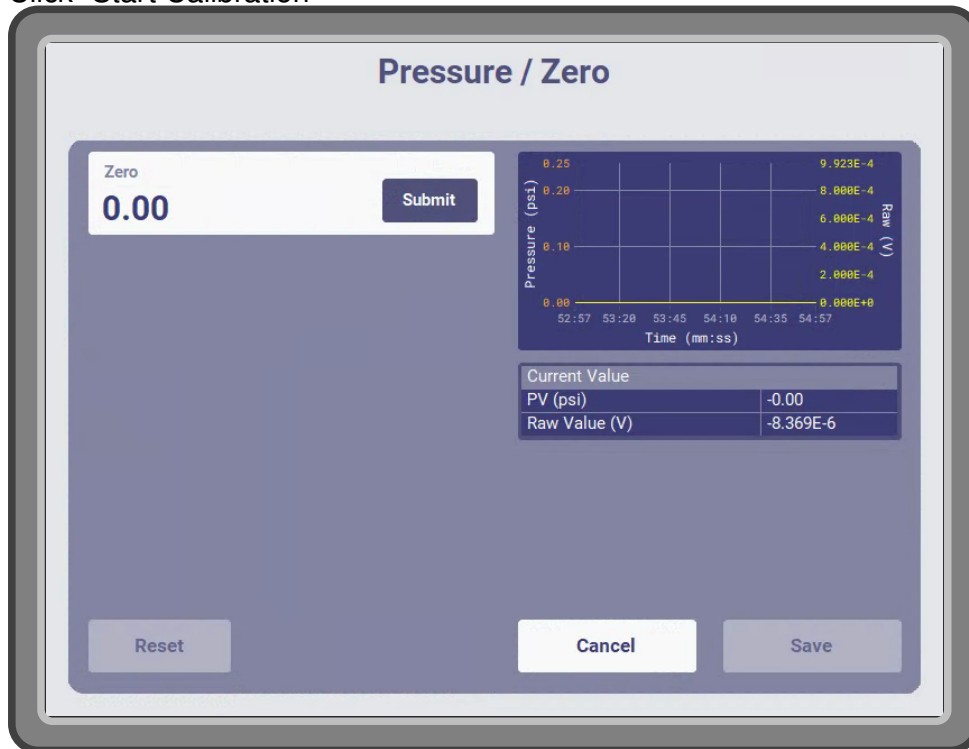 Click "Start Calibration"
Pressure / Zero
Zero
0.00
Submit
0.25
0.20
0.10
0.00
Pressure (psi)
9.923E-4
8.000E-4
6.000E-4
4.000E-4
2.000E-4
0.000E+0
Raw (V)
52:57 53:20 53:45 54:10 54:35 54:57
Time (mm:ss)
Current Value
PV (psi) -0.00
Raw Value (V) -8.369E-6
Reset
Cancel
Save